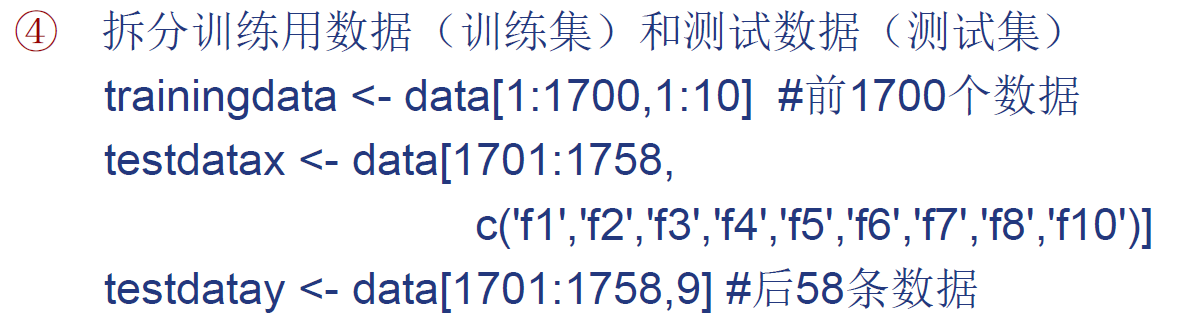 ④ 拆分训练用数据（训练集）和测试数据（测试集）
trainingdata <- data[1:1700,1:10] #前1700个数据
testdatax <- data[1701:1758,
c('f1','f2','f3','f4','f5','f6','f7','f8','f10')]
testdatay <- data[1701:1758,9] #后58条数据